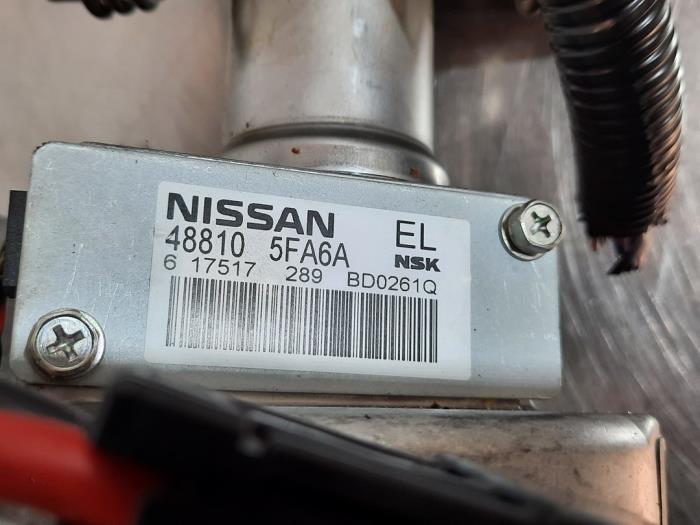 NISSAN EL
48810 5FA6A NSK
6 17517 289 BD0261Q